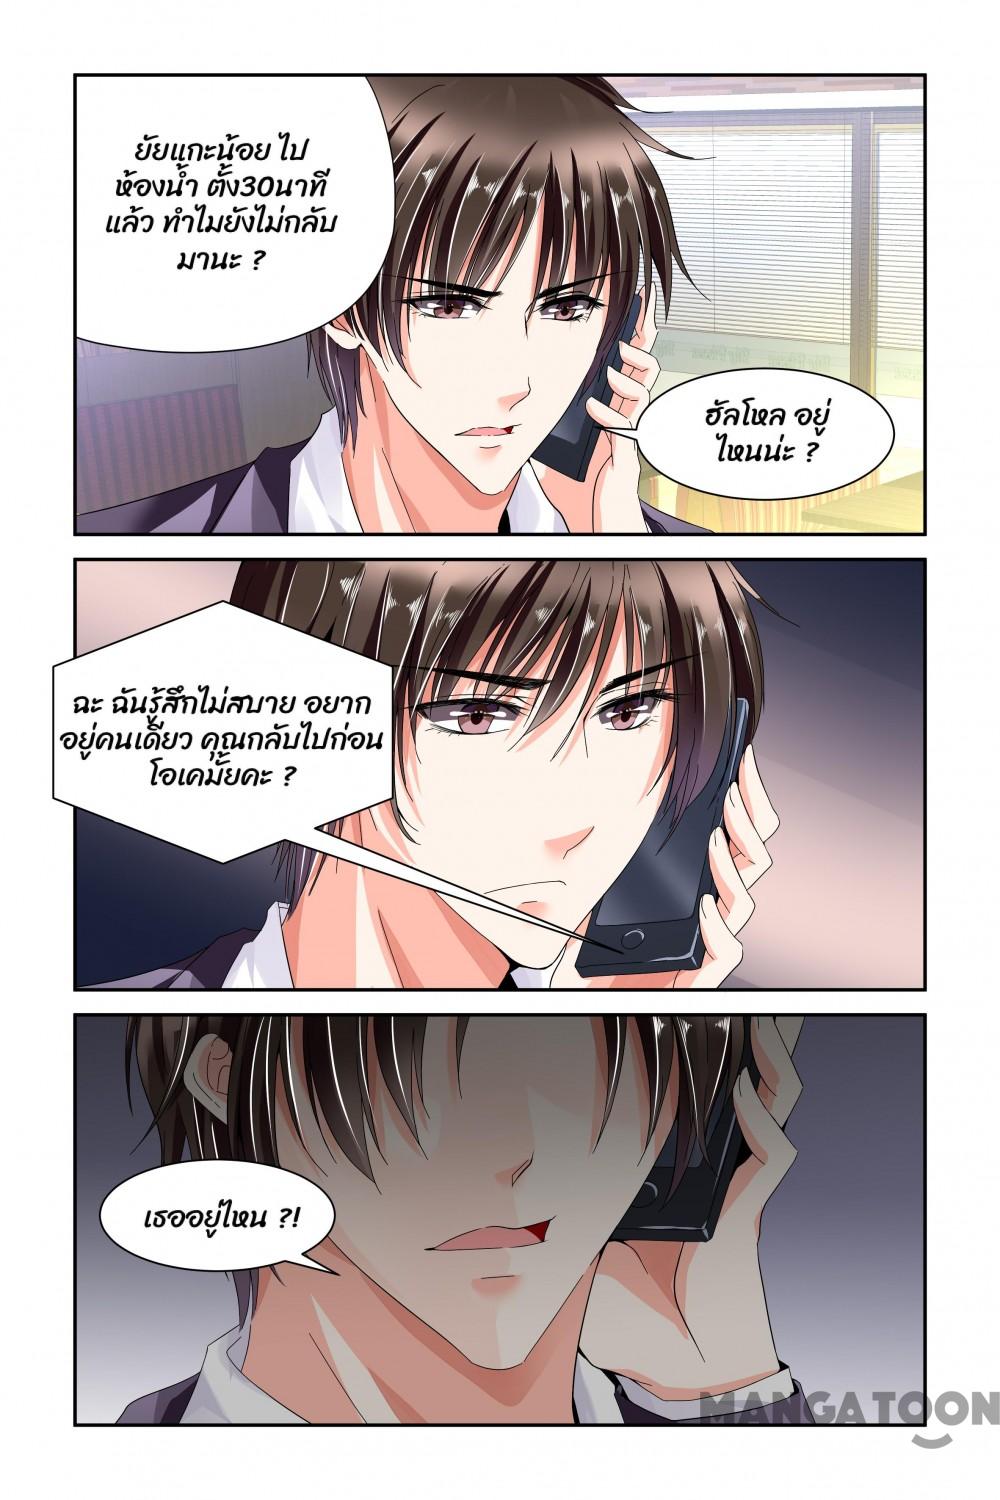 ยัยแกะน้อย ไป
ห้องน้ำ ตั้ง30นาที
แล้ว ทำไมยังไม่กลับ
มานะ ?
ฮัลโหล อยู่
ไหนน่ะ ?
ฉะ ฉันรู้สึกไม่สบาย อยาก
อยู่คนเดียว คุณกลับไปก่อน
โอเคมั้ยคะ ?
เธออยู่ไหน ?!
MANGATOON